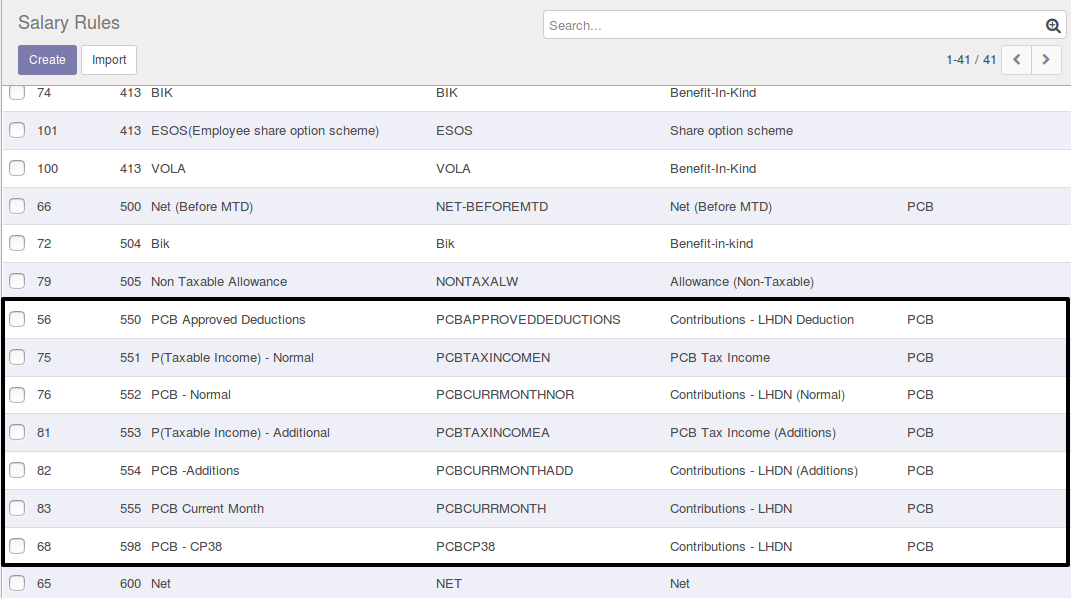 Salary Rules
Search...
Create Import
1-41 / 41
74 413 BIK BIK Benefit-In-Kind
101 413 ESOS(Employee share option scheme) ESOS Share option scheme
100 413 VOLA VOLA Benefit-In-Kind
66 500 Net (Before MTD) NET-BEFOREMTD Net (Before MTD) PCB
72 504 Bik Bik Benefit-in-kind
79 505 Non Taxable Allowance NONTAXALW Allowance (Non-Taxable)
56 550 PCB Approved Deductions PCBAPPROVEDDEDUCTIONS Contributions - LHDN Deduction PCB
75 551 P(Taxable Income) - Normal PCBTAXINCOMEN PCB Tax Income PCB
76 552 PCB - Normal PCBCURRMONTHNOR Contributions - LHDN (Normal) PCB
81 553 P(Taxable Income) - Additional PCBTAXINCOMEA PCB Tax Income (Additions) PCB
82 554 PCB -Additions PCBCURRMONTHADD Contributions - LHDN (Additions) PCB
83 555 PCB Current Month PCBCURRMONTH Contributions - LHDN PCB
68 598 PCB - CP38 PCBCP38 Contributions - LHDN PCB
65 600 Net NET Net